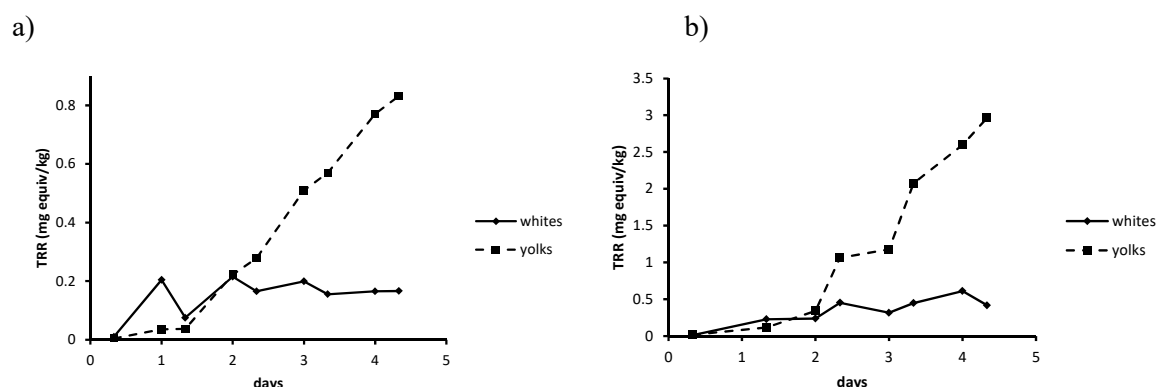 a)
0.8
0.6
0.4
0.2
0
TRR (mg equiv/kg)
0 1 2 3 4 5
days
whites
yolks
b)
3.5
3
2.5
2
1.5
1
0.5
0
TRR (mg equiv/kg)
0 1 2 3 4 5
days
whites
yolks